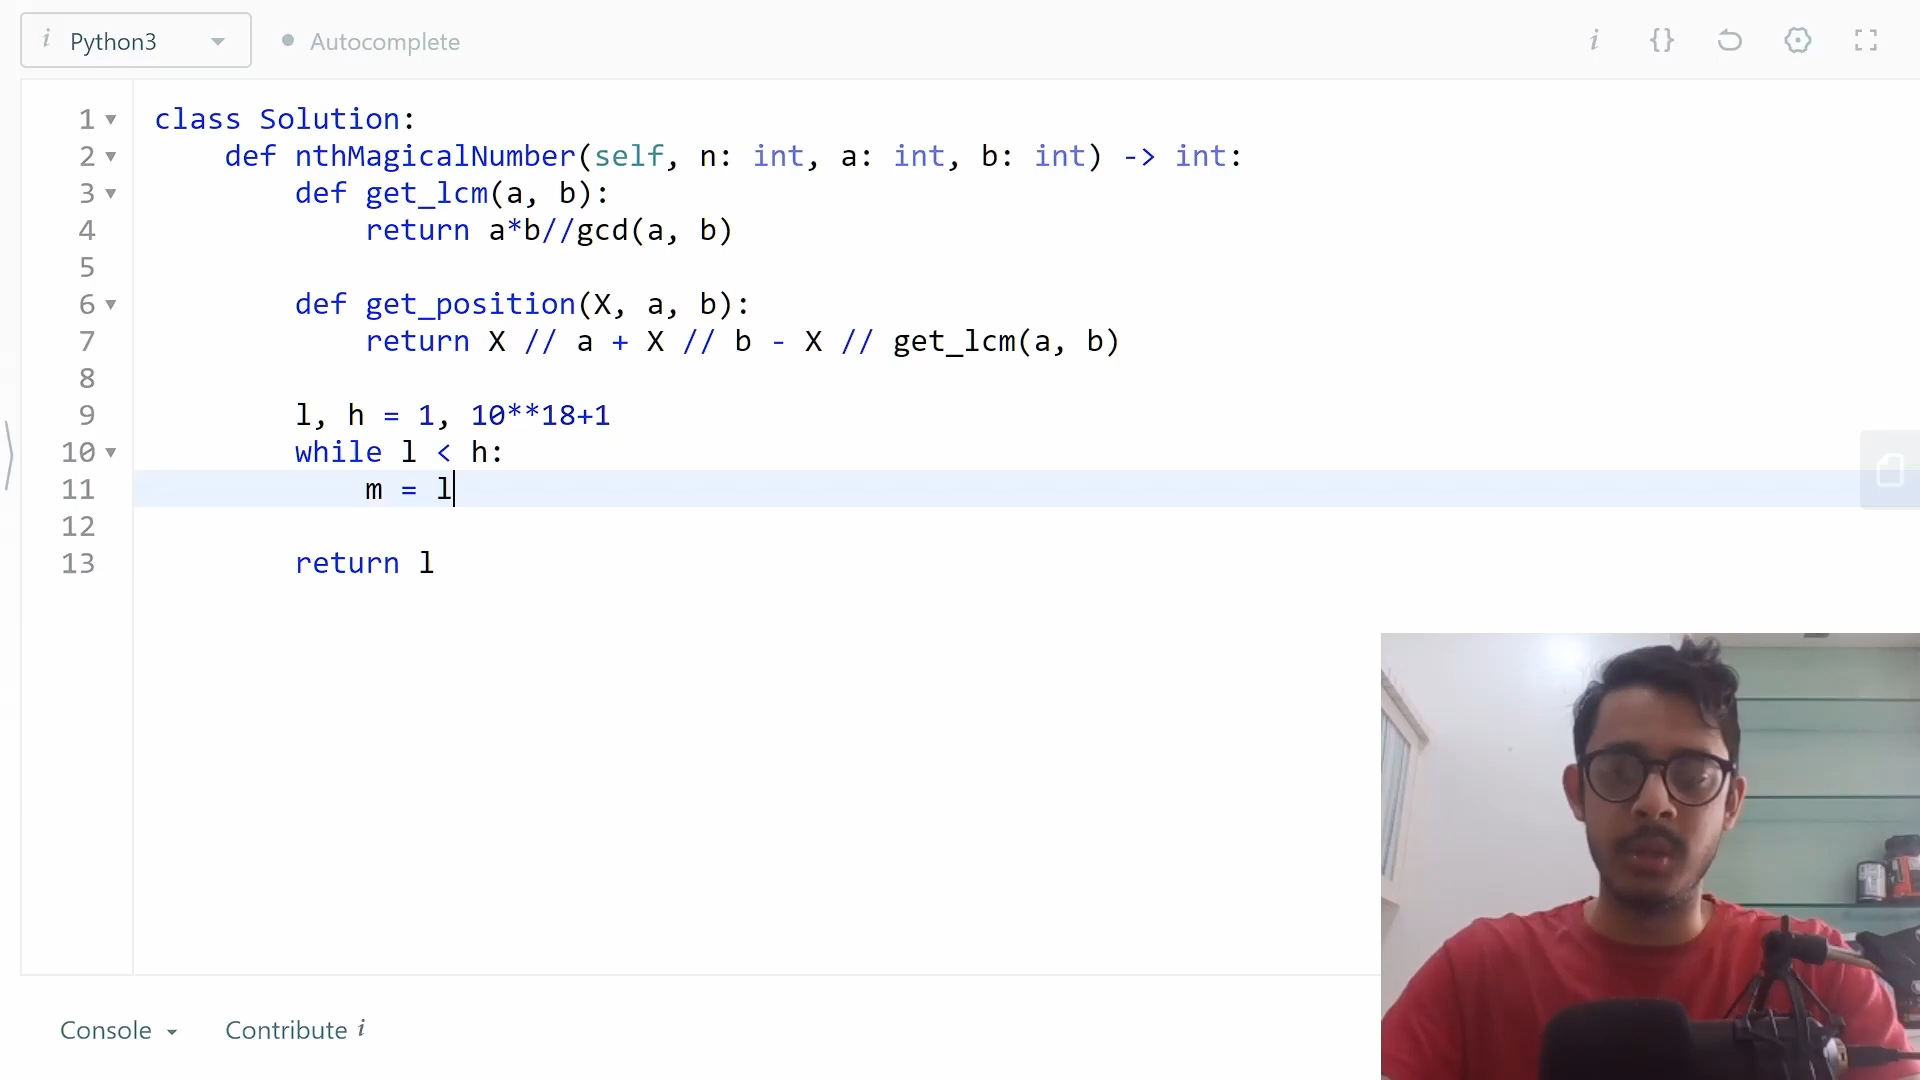 i Python3 Autocomplete i {}
1 class Solution:
2 def nthMagicalNumber(self, n: int, a: int, b: int) -> int:
3 def get_lcm(a, b):
4 return a*b//gcd(a, b)
5
6 def get_position(X, a, b):
7 return X // a + X // b - X // get_lcm(a, b)
8
9 l, h = 1, 10**18+1
10 while l < h:
11 m = l
12
13 return l
Console Contribute i